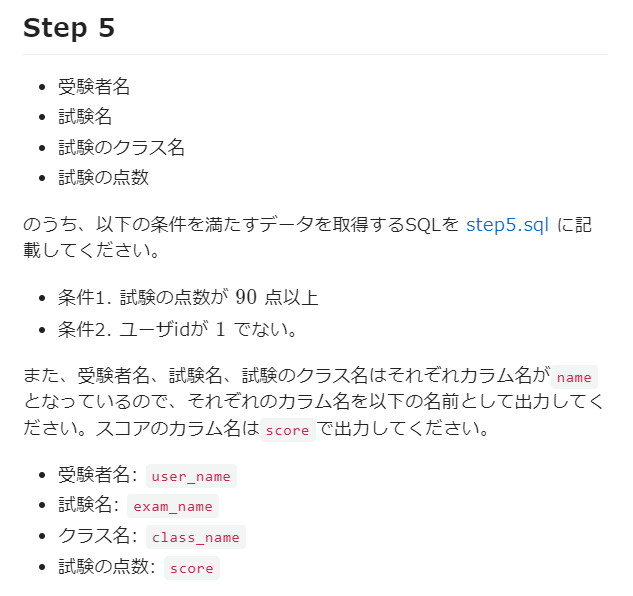 Step 5
• 受験者名
• 試験名
• 試験のクラス名
• 試験の点数
のうち、以下の条件を満たすデータを取得するSQLを step5.sql に記
載してください。
• 条件1. 試験の点数が 90 点以上
• 条件2. ユーザidが 1 でない。
また、受験者名、試験名、試験のクラス名はそれぞれカラム名が name
となっているので、それぞれのカラム名を以下の名前として出力してく
ださい。スコアのカラム名は score で出力してください。
• 受験者名: user_name
• 試験名: exam_name
• クラス名: class_name
• 試験の点数: score